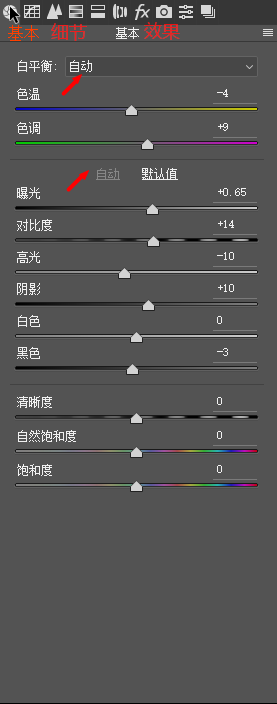 fx
基本 细节 基本 效果
白平衡: 自动
色温 -4
色调 +9
自动 默认值
曝光 +0.65
对比度 +14
高光 -10
阴影 +10
白色 0
黑色 -3
清晰度 0
自然饱和度 0
饱和度 0